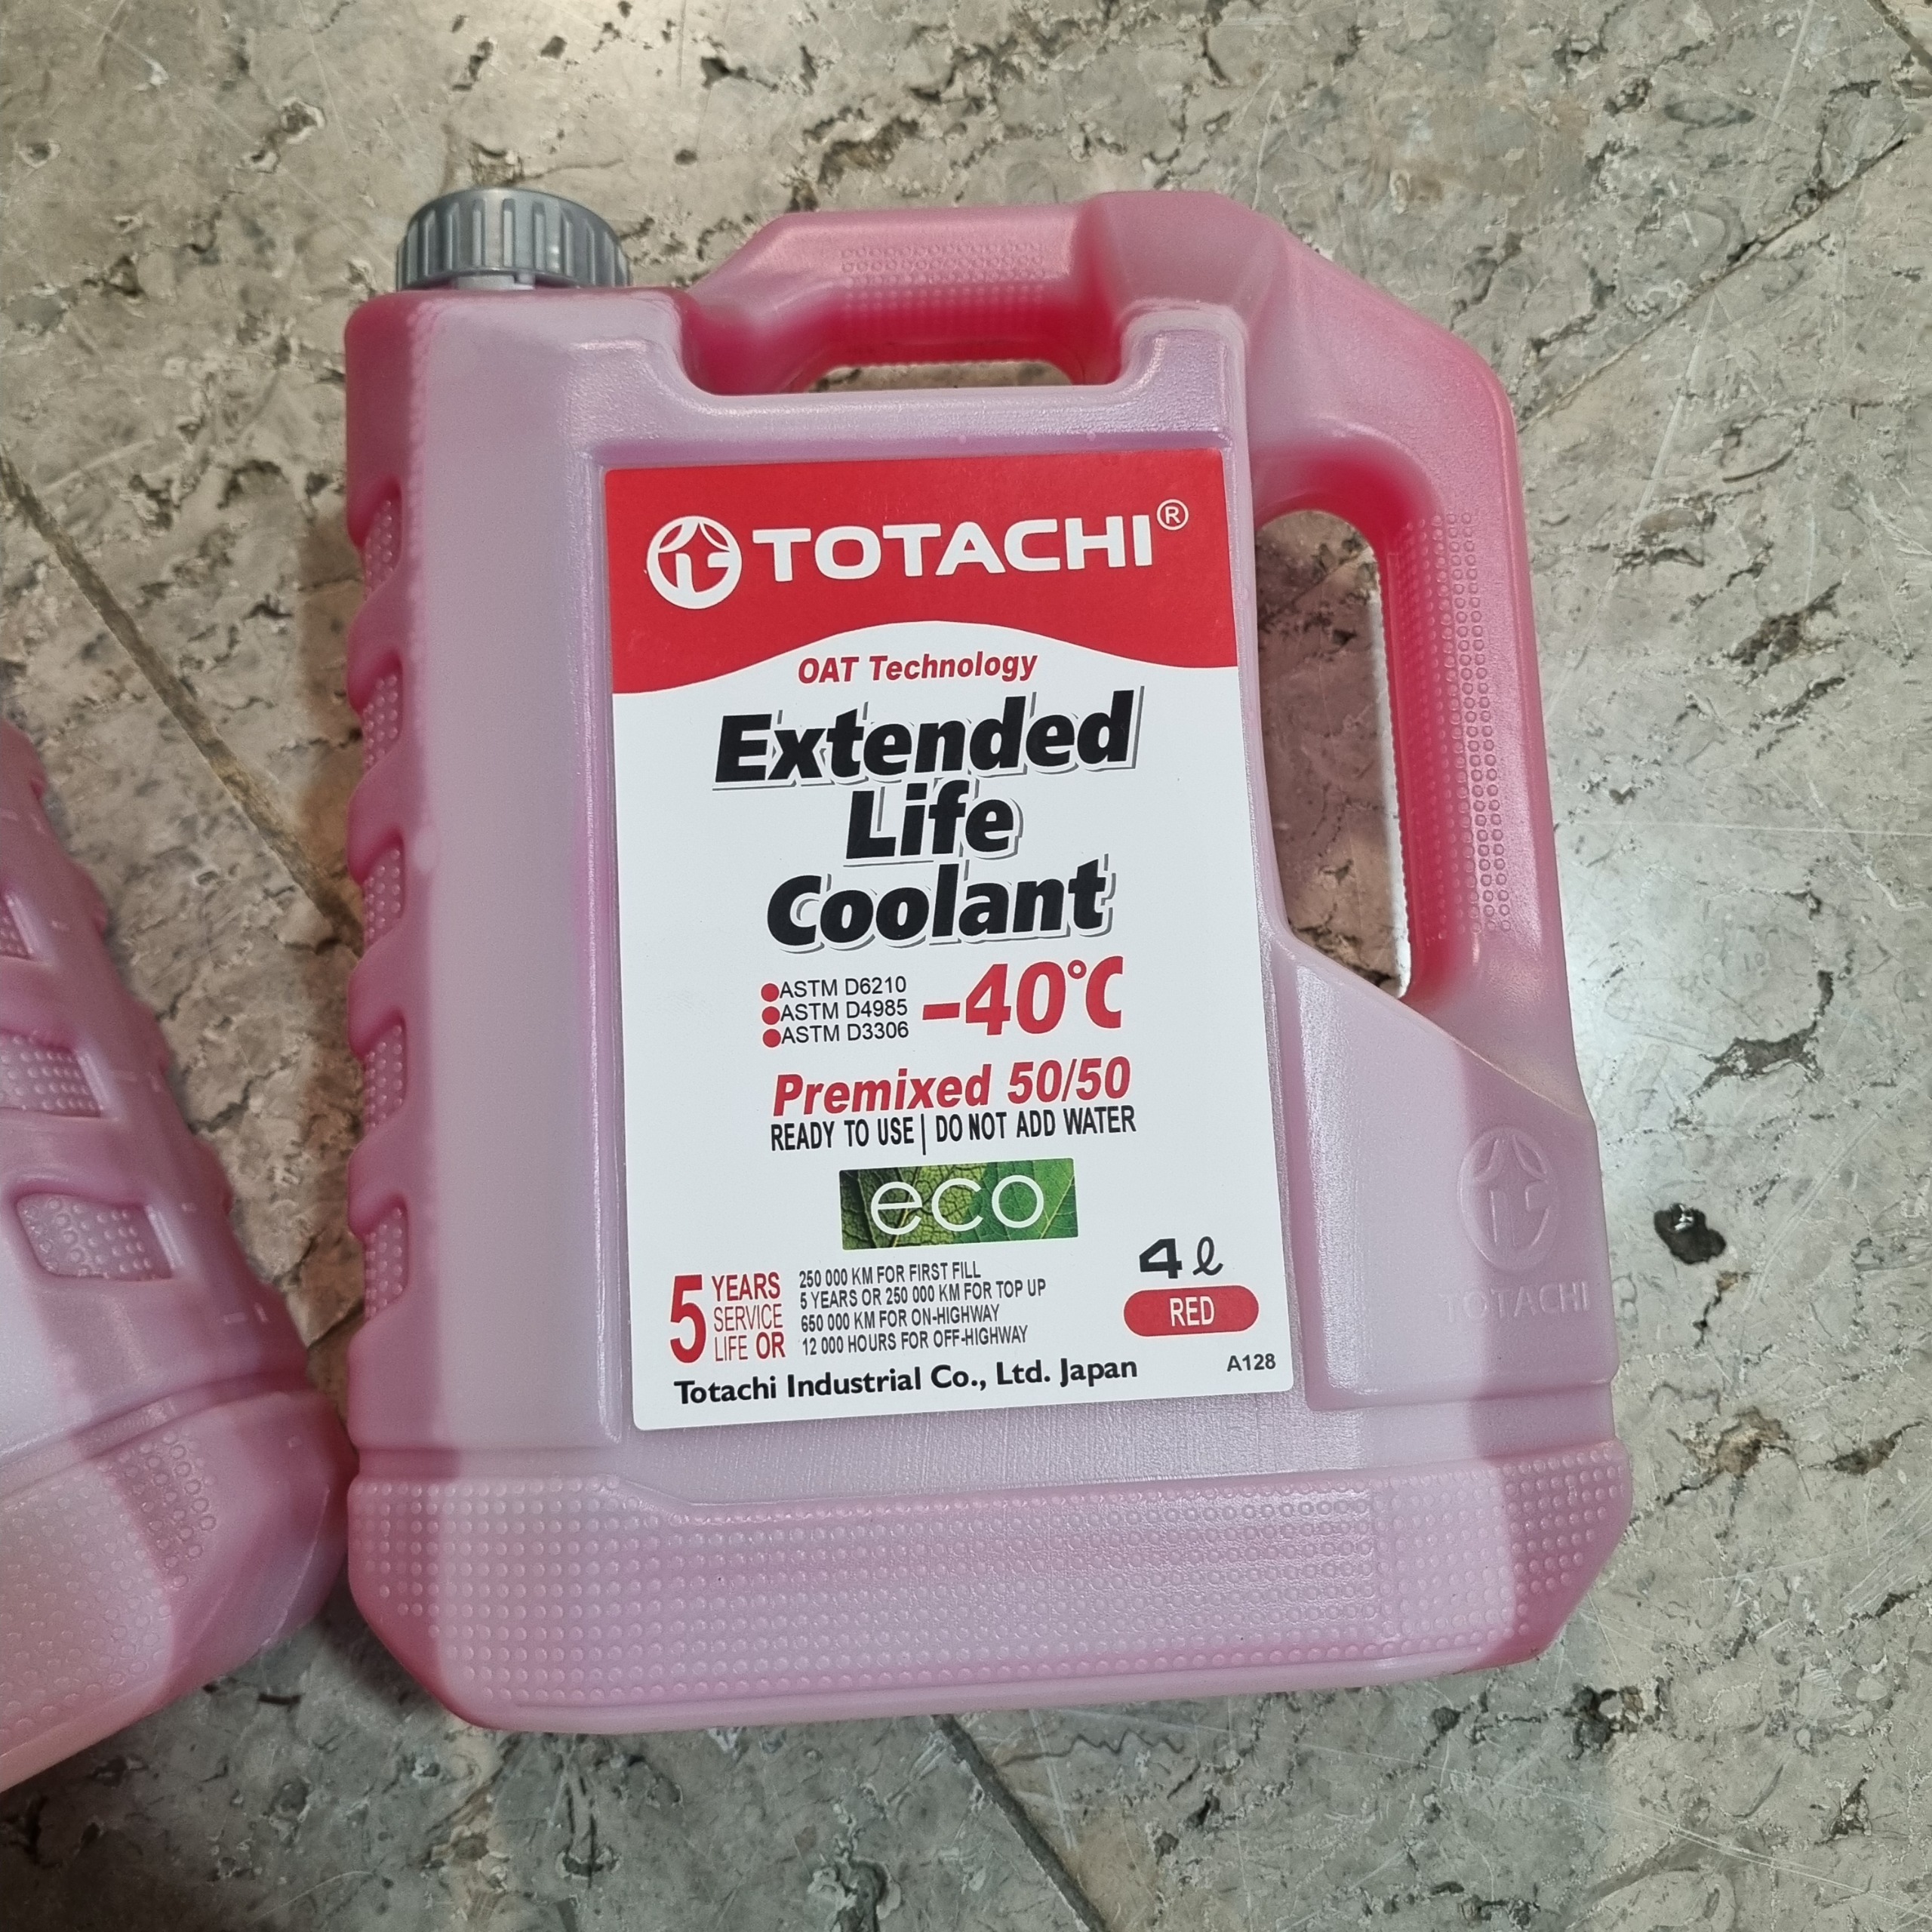 TOTACHI®
OAT Technology
Extended
Life
Coolant
ASTM D6210
ASTM D4985
ASTM D3306
-40°C
Premixed 50/50
READY TO USE | DO NOT ADD WATER
eco
4ℓ
RED
5 YEARS
SERVICE
LIFE OR
250 000 KM FOR FIRST FILL
5 YEARS OR 250 000 KM FOR TOP UP
650 000 KM FOR ON-HIGHWAY
12 000 HOURS FOR OFF-HIGHWAY
Totachi Industrial Co., Ltd. Japan
A128
TOTACHI